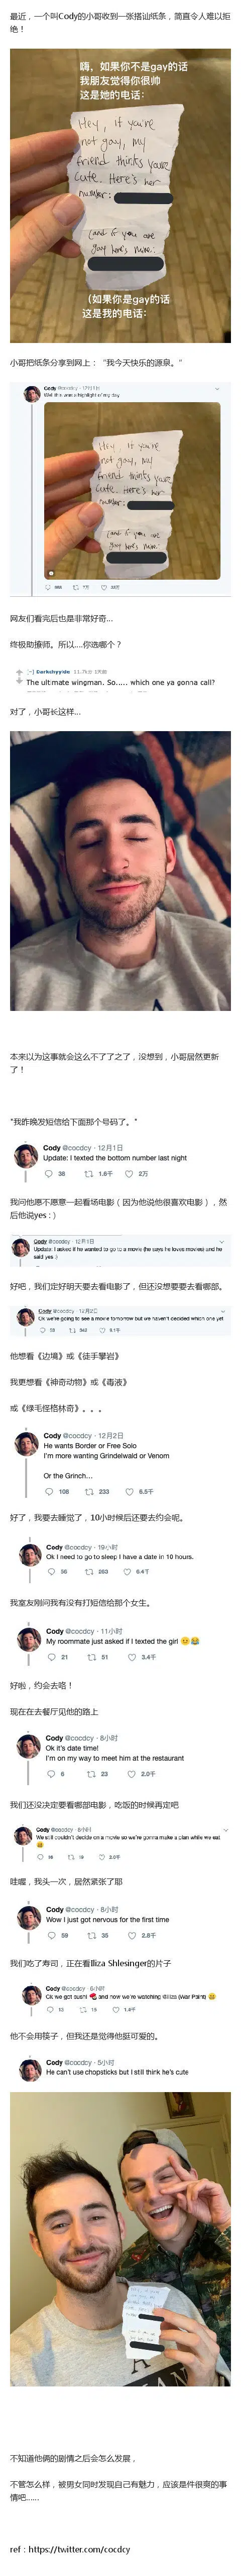 最近，一个叫Cody的小哥收到一张搭讪纸条，简直令人难以拒
绝！
嗨，如果你不是gay的话
我朋友觉得你很帅
这是她的电话：
Hey, if you're
not gay, my
friend thinks you're
cute. Here's her
number:
(and if you are
gay here's mine:
（如果你是gay的话
这是我的电话：
小哥把纸条分享到网上：“我今天快乐的源泉。”
Cody
Well this was a highlight of my day
Hey, if you're
not gay, my
friend thinks you're
cute. Here's her
number:
(and if you are
gay here's mine:
网友们看完后也是非常好奇...
终极助撩师。所以....你选哪个？
The ultimate wingman. So..... which one ya gonna call?
对了，小哥长这样...
本来以为这事就会这么不了了之了，没想到，小哥居然更新
了！
“我昨晚发短信给下面那个号码了。”
Cody @cocdcy · 12月1日
Update: I texted the bottom number last night
38 1.8千 2万
我问他愿不愿意一起看场电影（因为他说他很喜欢电影），然
后他说yes :)
Cody @cocdcy · 12月1日
Update: I asked if he wanted to go to a movie (he says he loves movies) and he
said yes :)
好吧，我们定好明天要去看电影了，但还没想要要去看哪部。
Cody @cocdcy · 12月2日
Ok we're going to see a movie tomorrow but we haven't decided which one yet
他想看《边境》或《徒手攀岩》
我更想看《神奇动物》或《毒液》
或《绿毛怪格林奇》。。。
Cody @cocdcy · 12月2日
He wants Border or Free Solo
I'm more wanting Grindelwald or Venom
Or the Grinch...
108 233 8.5千
好了，我要去睡觉了，10小时后还要去约会呢。
Cody @cocdcy · 19小时
Ok I need to go to sleep I have a date in 10 hours.
56 263 9.4千
我室友刚问我有没有打短信给那个女生。
Cody @cocdcy · 11小时
My roommate just asked if I texted the girl 😕😂
21 51 3.4千
好啦，约会去咯！
现在在去餐厅见他的路上
Cody @cocdcy · 8小时
Ok it's date time!
I'm on my way to meet him at the restaurant
6 23 2.0千
我们还没决定要看哪部电影，吃饭的时候再定吧
Cody @cocdcy · 8小时
We still couldn't decide on a movie so we're gonna make a plan while we eat
哇喔，我头一次，居然紧张了耶
Cody @cocdcy · 8小时
Wow I just got nervous for the first time
59 35 2.8千
我们吃了寿司，正在看Iliza Shlesinger的片子
Cody @cocdcy · 6小时
Ok we got sushi 🍣 and now we're watching @iliza (War Paint)
他不会用筷子，但我还是觉得他挺可爱的。
Cody @cocdcy · 5小时
He can't use chopsticks but I still think he's cute
不知道他俩的剧情之后会怎么发展，
不管怎么样，被男女同时发现自己有魅力，应该是件很爽的事
情吧......
ref：https://twitter.com/cocdcy